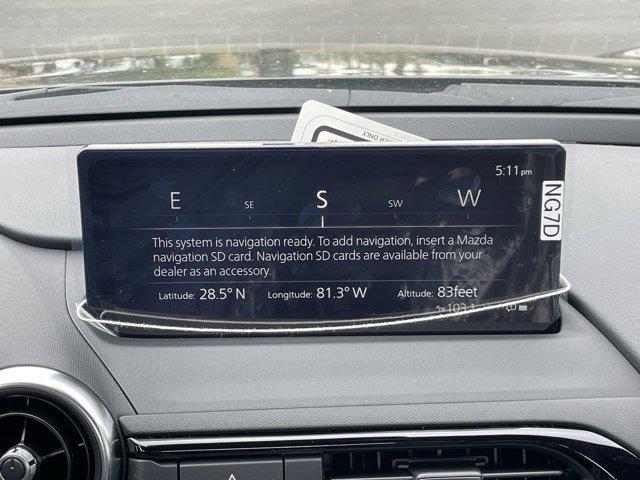 5:11 pm
E SE S SW W
NG7D
This system is navigation ready. To add navigation, insert a Mazda
navigation SD card. Navigation SD cards are available from your
dealer as an accessory.
Latitude: 28.5° N Longitude: 81.3° W Altitude: 83feet
103.1